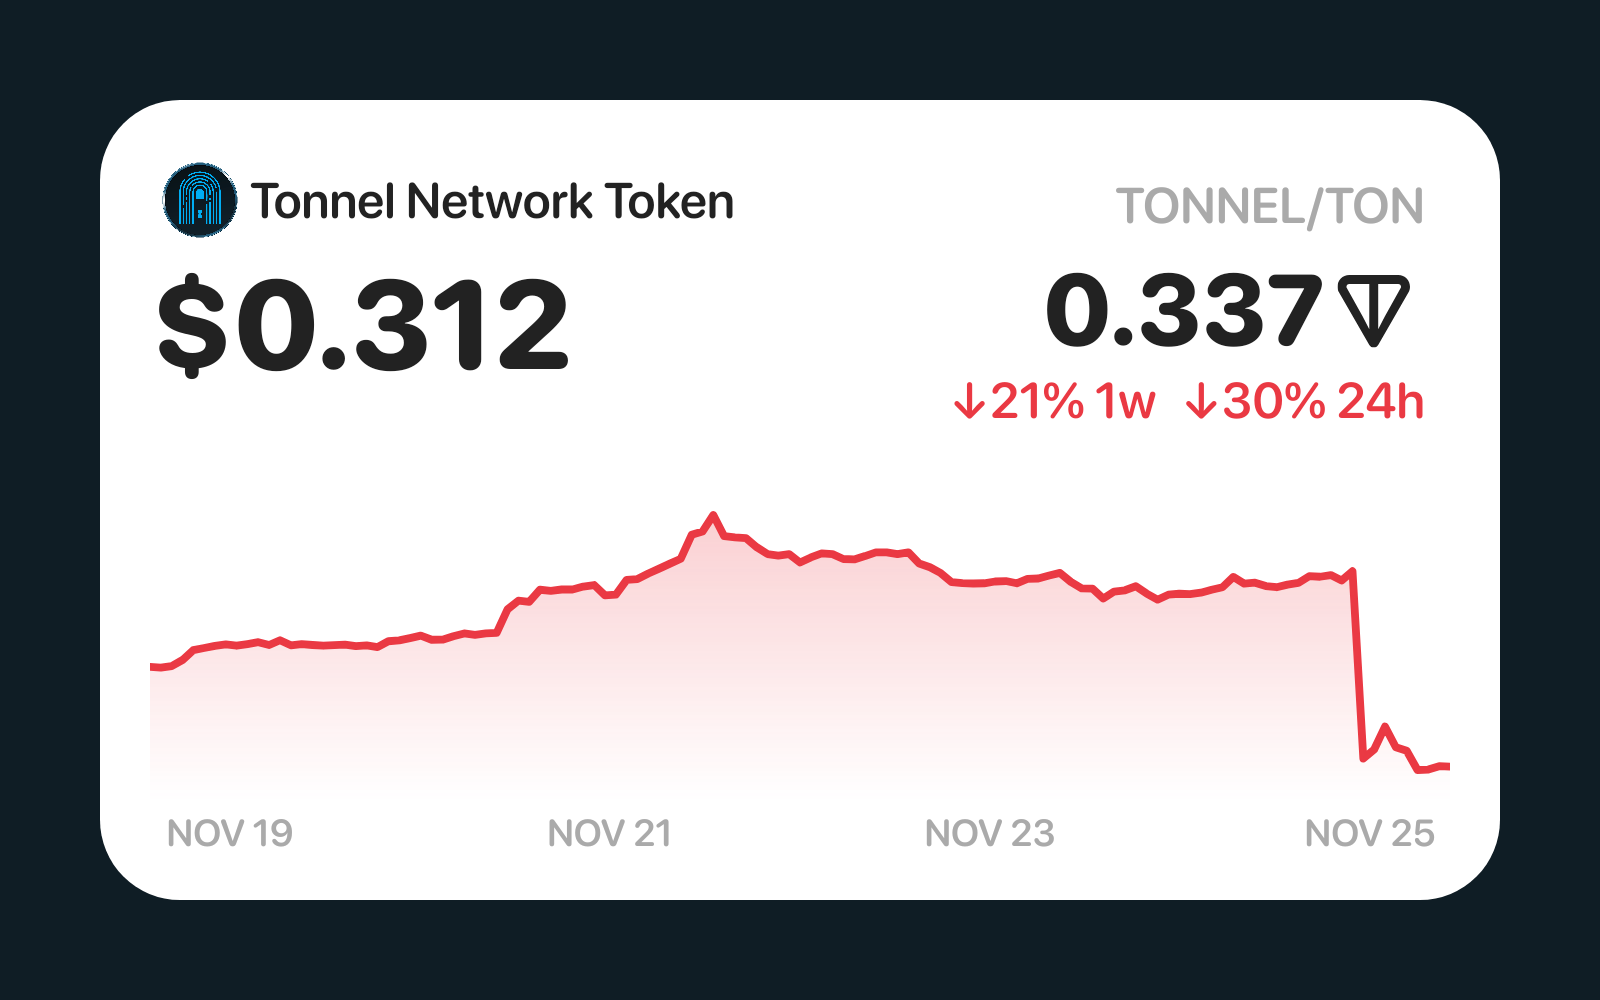 Tonnel Network Token
TONNEL/TON
$0.312
0.337
↓21% 1w ↓30% 24h
NOV 19
NOV 21
NOV 23
NOV 25